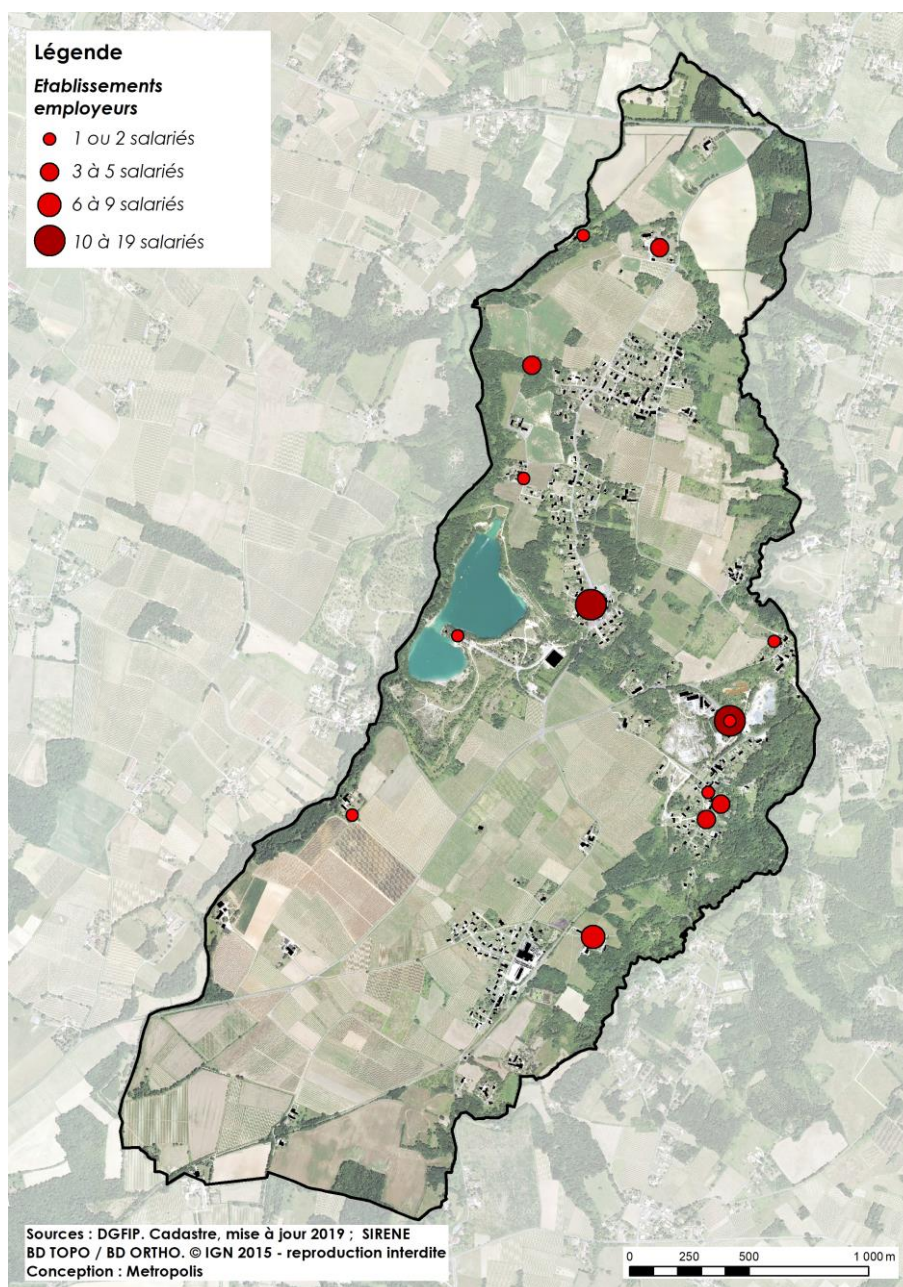 Légende
Etablissements
employeurs
1 ou 2 salariés
3 à 5 salariés
6 à 9 salariés
10 à 19 salariés
Sources : DGFIP. Cadastre, mise à jour 2019 ; SIRENE
BD TOPO / BD ORTHO. © IGN 2015 - reproduction interdite
Conception : Metropolis
0 250 500 1 000 m